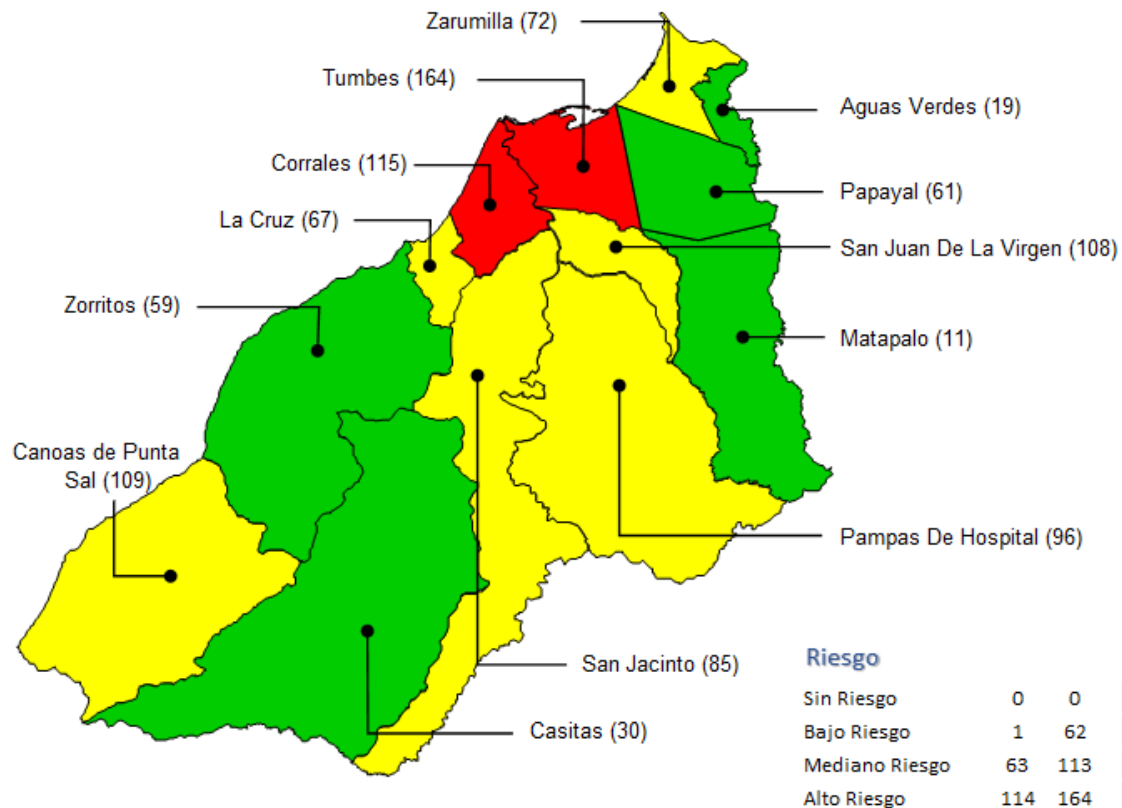 Zarumilla (72)
Tumbes (164)
Aguas Verdes (19)
Corrales (115)
Papayal (61)
La Cruz (67)
San Juan De La Virgen (108)
Zorritos (59)
Matapalo (11)
Canoas de Punta
Sal (109)
Pampas De Hospital (96)
San Jacinto (85)
Casitas (30)
Riesgo
Sin Riesgo 0 0
Bajo Riesgo 1 62
Mediano Riesgo 63 113
Alto Riesgo 114 164